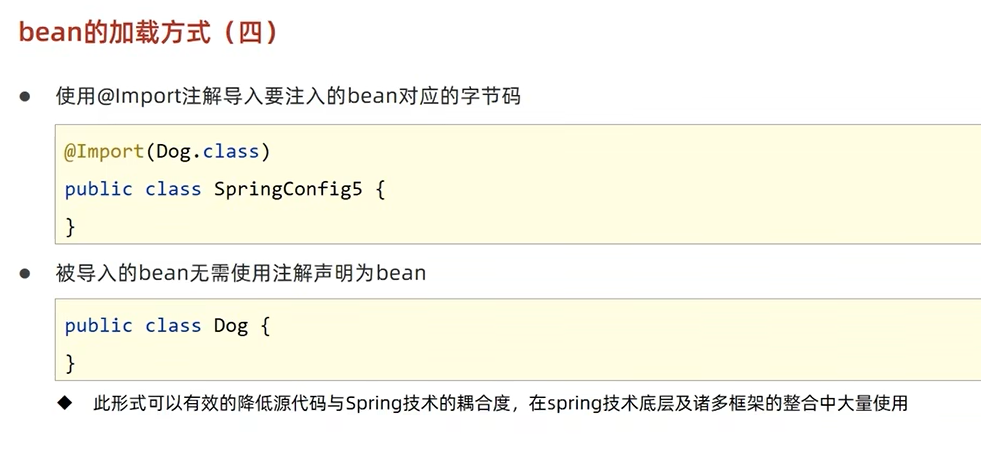 bean的加载方式（四）
使用@Import注解导入要注入的bean对应的字节码
@Import(Dog.class)
public class SpringConfig5 {
}
被导入的bean无需使用注解声明为bean
public class Dog {
}
此形式可以有效的降低源代码与Spring技术的耦合度，在spring技术底层及诸多框架的整合中大量使用